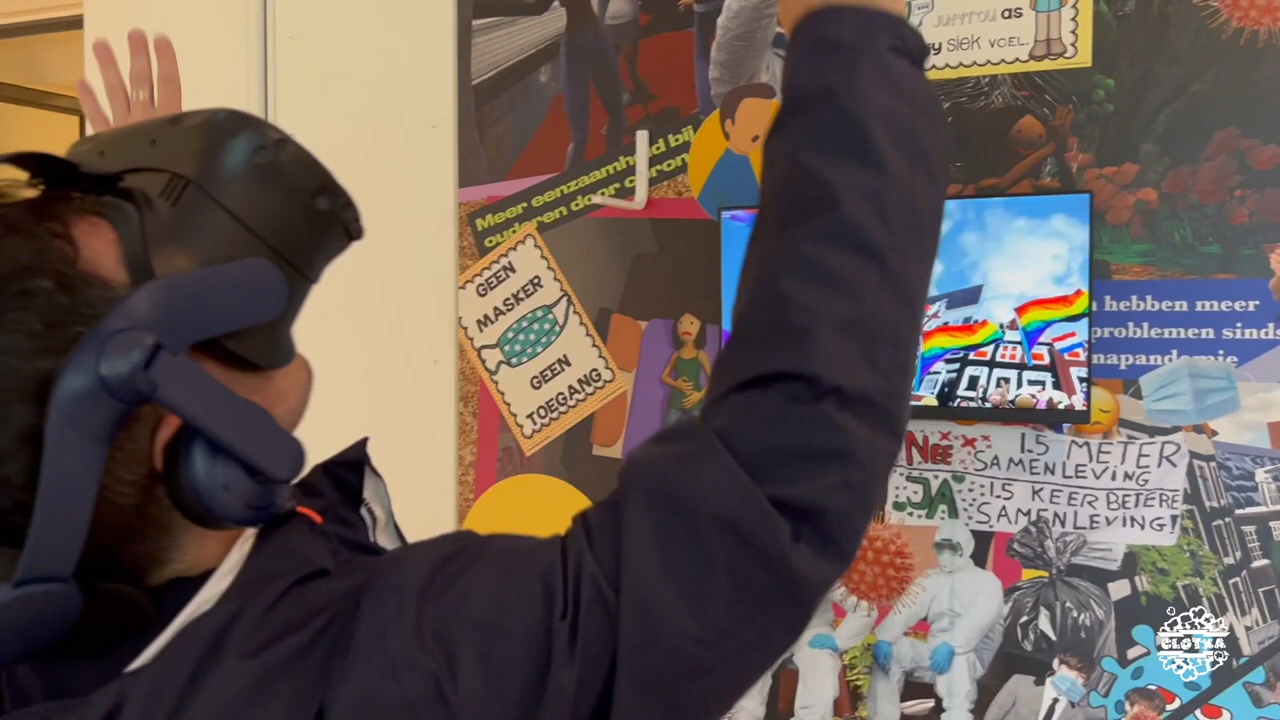 juffrou as
siek voel.
Meer eenzaamheid bij
ouderen door coron
GEEN
MASKER
GEEN
TOEGANG
hebben meer
problemen sinds
napandemie
NEE 1.5 METER
SAMENLEVING
JA 1.5 KEER BETERE
SAMENLEVING!
CLOTKA